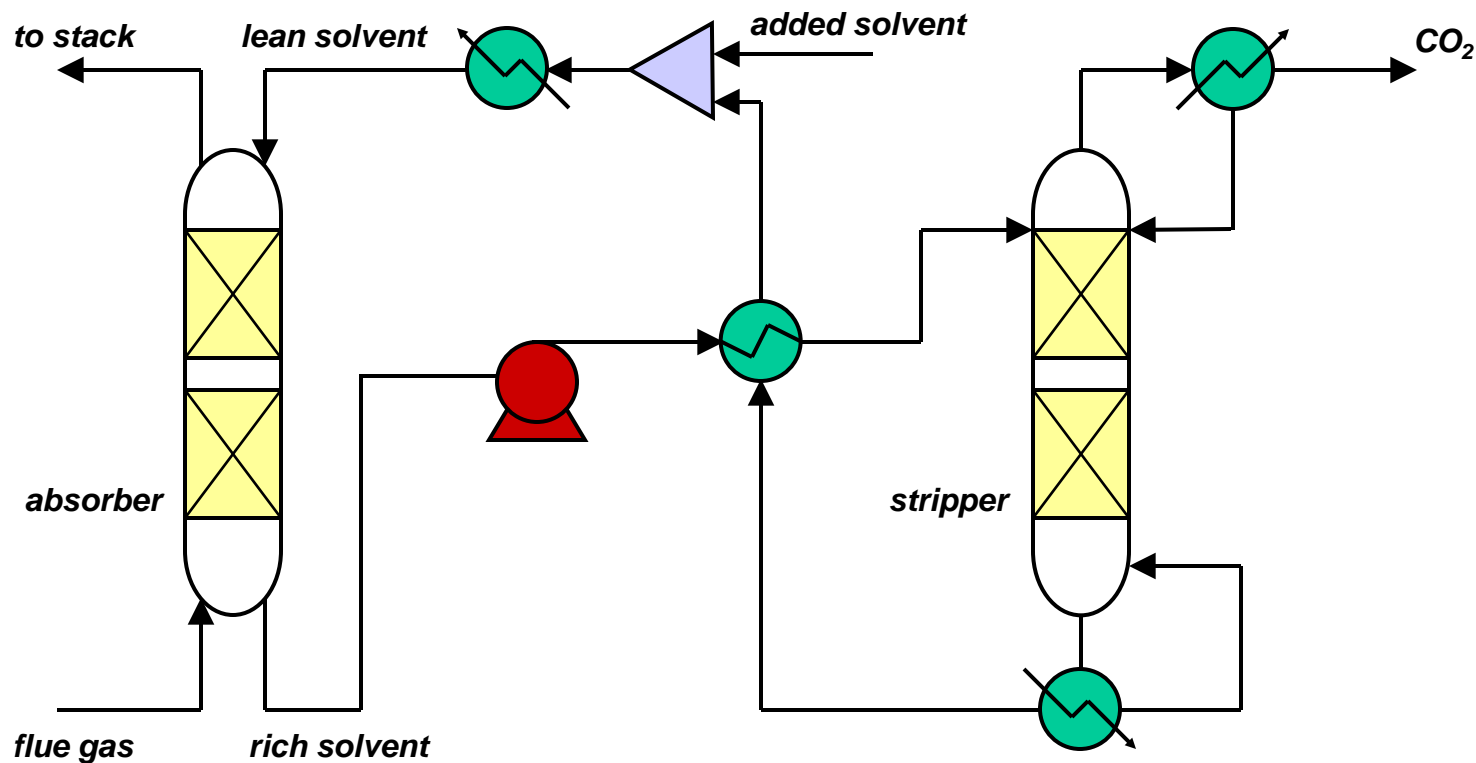 to stack
lean solvent
added solvent
CO₂
absorber
stripper
flue gas
rich solvent